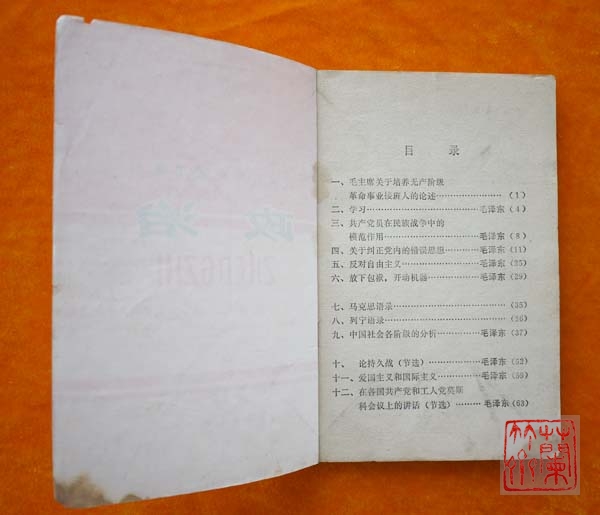 目 录
一、毛主席关于培养无产阶级
革命事业接班人的论述……………………(1)
二、学习……………………………毛泽东(4)
三、共产党员在民族战争中的
模范作用……………………………毛泽东(8)
四、关于纠正党内的错误思想……毛泽东(11)
五、反对自由主义…………………毛泽东(25)
六、放下包袱，开动机器…………毛泽东(29)
七、马克思语录……………………………(35)
八、列宁语录………………………………(36)
九、中国社会各阶级的分析………毛泽东(37)
十、 论持久战（节选）……………毛泽东(52)
十一、爱国主义和国际主义………毛泽东(59)
十二、在各国共产党和工人党莫斯
科会议上的讲话（节选）………毛泽东(63)
政治
ZHENGZHI